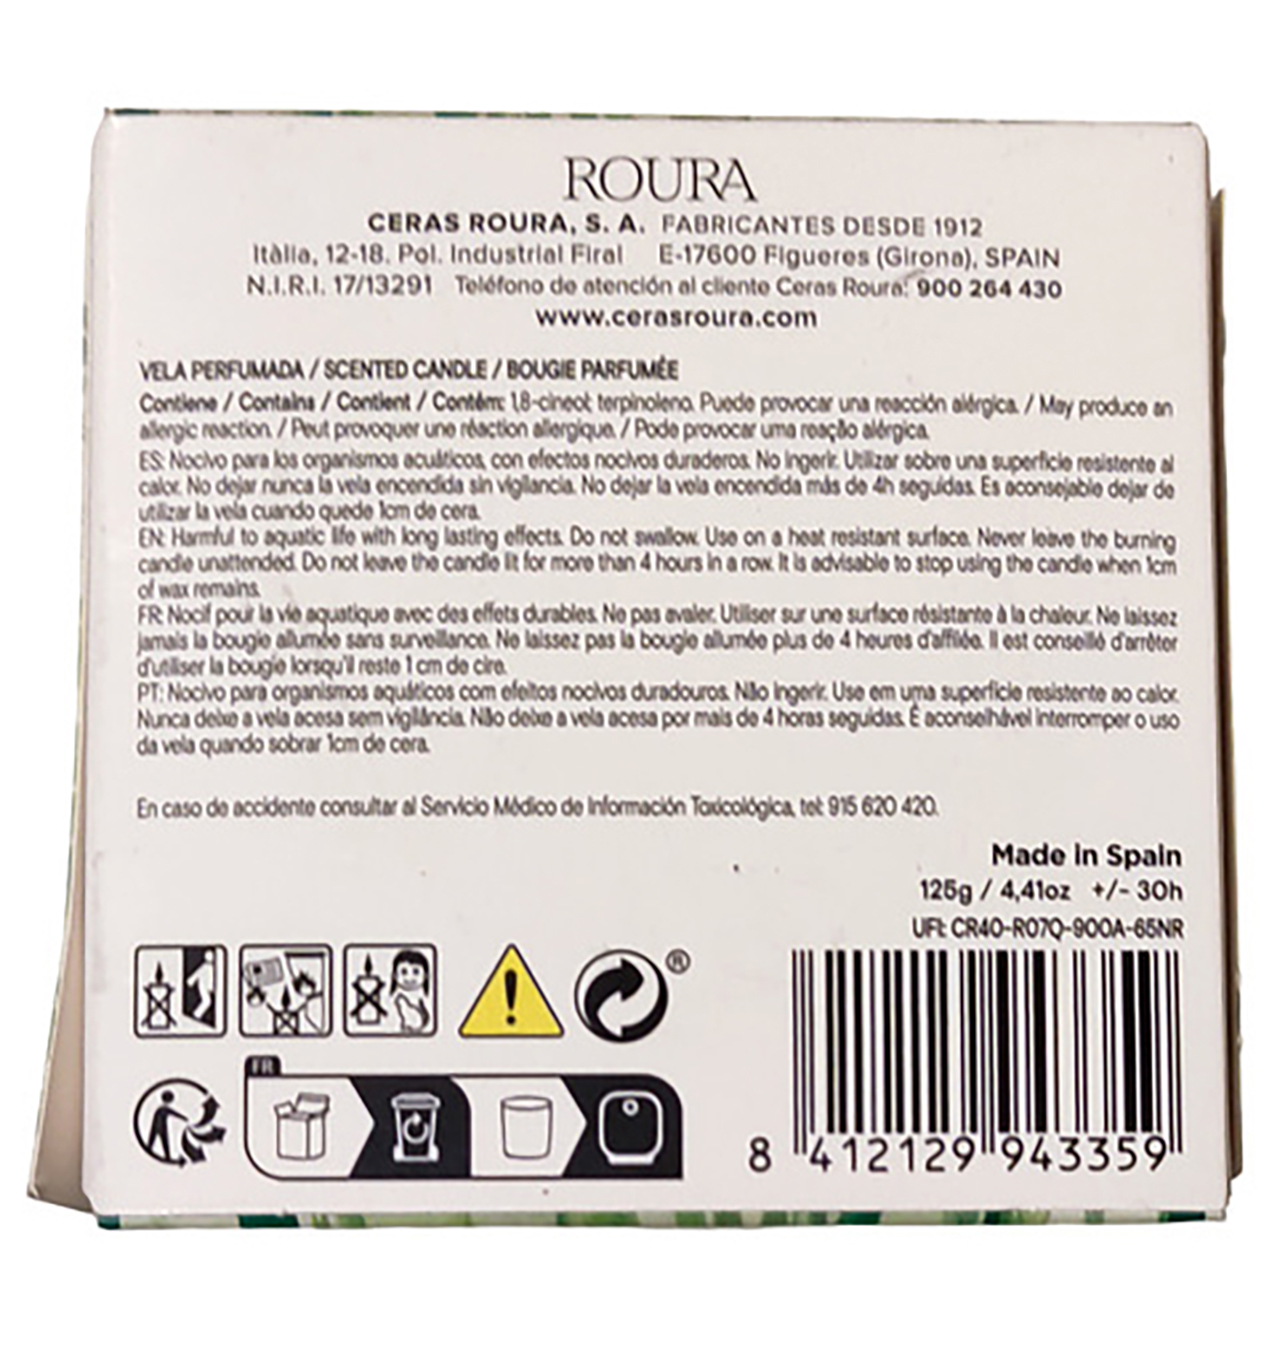 ROURA
CERAS ROURA, S. A. FABRICANTES DESDE 1912
Itàlia, 12-18. Pol. Industrial Firal E-17600 Figueres (Girona), SPAIN
N.I.R.I. 17/13291 Teléfono de atención al cliente Ceras Roura: 900 264 430
www.cerasroura.com
VELA PERFUMADA / SCENTED CANDLE / BOUGIE PARFUMÉE
Contiene / Contains / Contient / Contém: 1,8-cineol; terpinoleno. Puede provocar una reacción alérgica. / May produce an
allergic reaction. / Peut provoquer une réaction allergique. / Pode provocar uma reação alérgica.
ES: Nocivo para los organismos acuáticos, con efectos nocivos duraderos. No ingerir. Utilizar sobre una superficie resistente al
calor. No dejar nunca la vela encendida sin vigilancia. No dejar la vela encendida más de 4h seguidas. Es aconsejable dejar de
utilizar la vela cuando quede 1cm de cera.
EN: Harmful to aquatic life with long lasting effects. Do not swallow. Use on a heat resistant surface. Never leave the burning
candle unattended. Do not leave the candle lit for more than 4 hours in a row. It is advisable to stop using the candle when 1cm
of wax remains.
FR: Nocif pour la vie aquatique avec des effets durables. Ne pas avaler. Utiliser sur une surface résistante à la chaleur. Ne laissez
jamais la bougie allumée sans surveillance. Ne laissez pas la bougie allumée plus de 4 heures d'affilée. Il est conseillé d'arrêter
d'utiliser la bougie lorsqu'il reste 1 cm de cire.
PT: Nocivo para organismos aquáticos com efeitos nocivos duradouros. Não ingerir. Use em uma superfície resistente ao calor.
Nunca deixe a vela acesa sem vigilância. Não deixe a vela acesa por mais de 4 horas seguidas. É aconselhável interromper o uso
da vela quando sobrar 1cm de cera.
En caso de accidente consultar al Servicio Médico de Información Toxicológica, tel: 915 620 420.
Made in Spain
125g / 4,41oz +/- 30h
UFI: CR40-R07Q-900A-65NR
®
FR
8 412129 943359